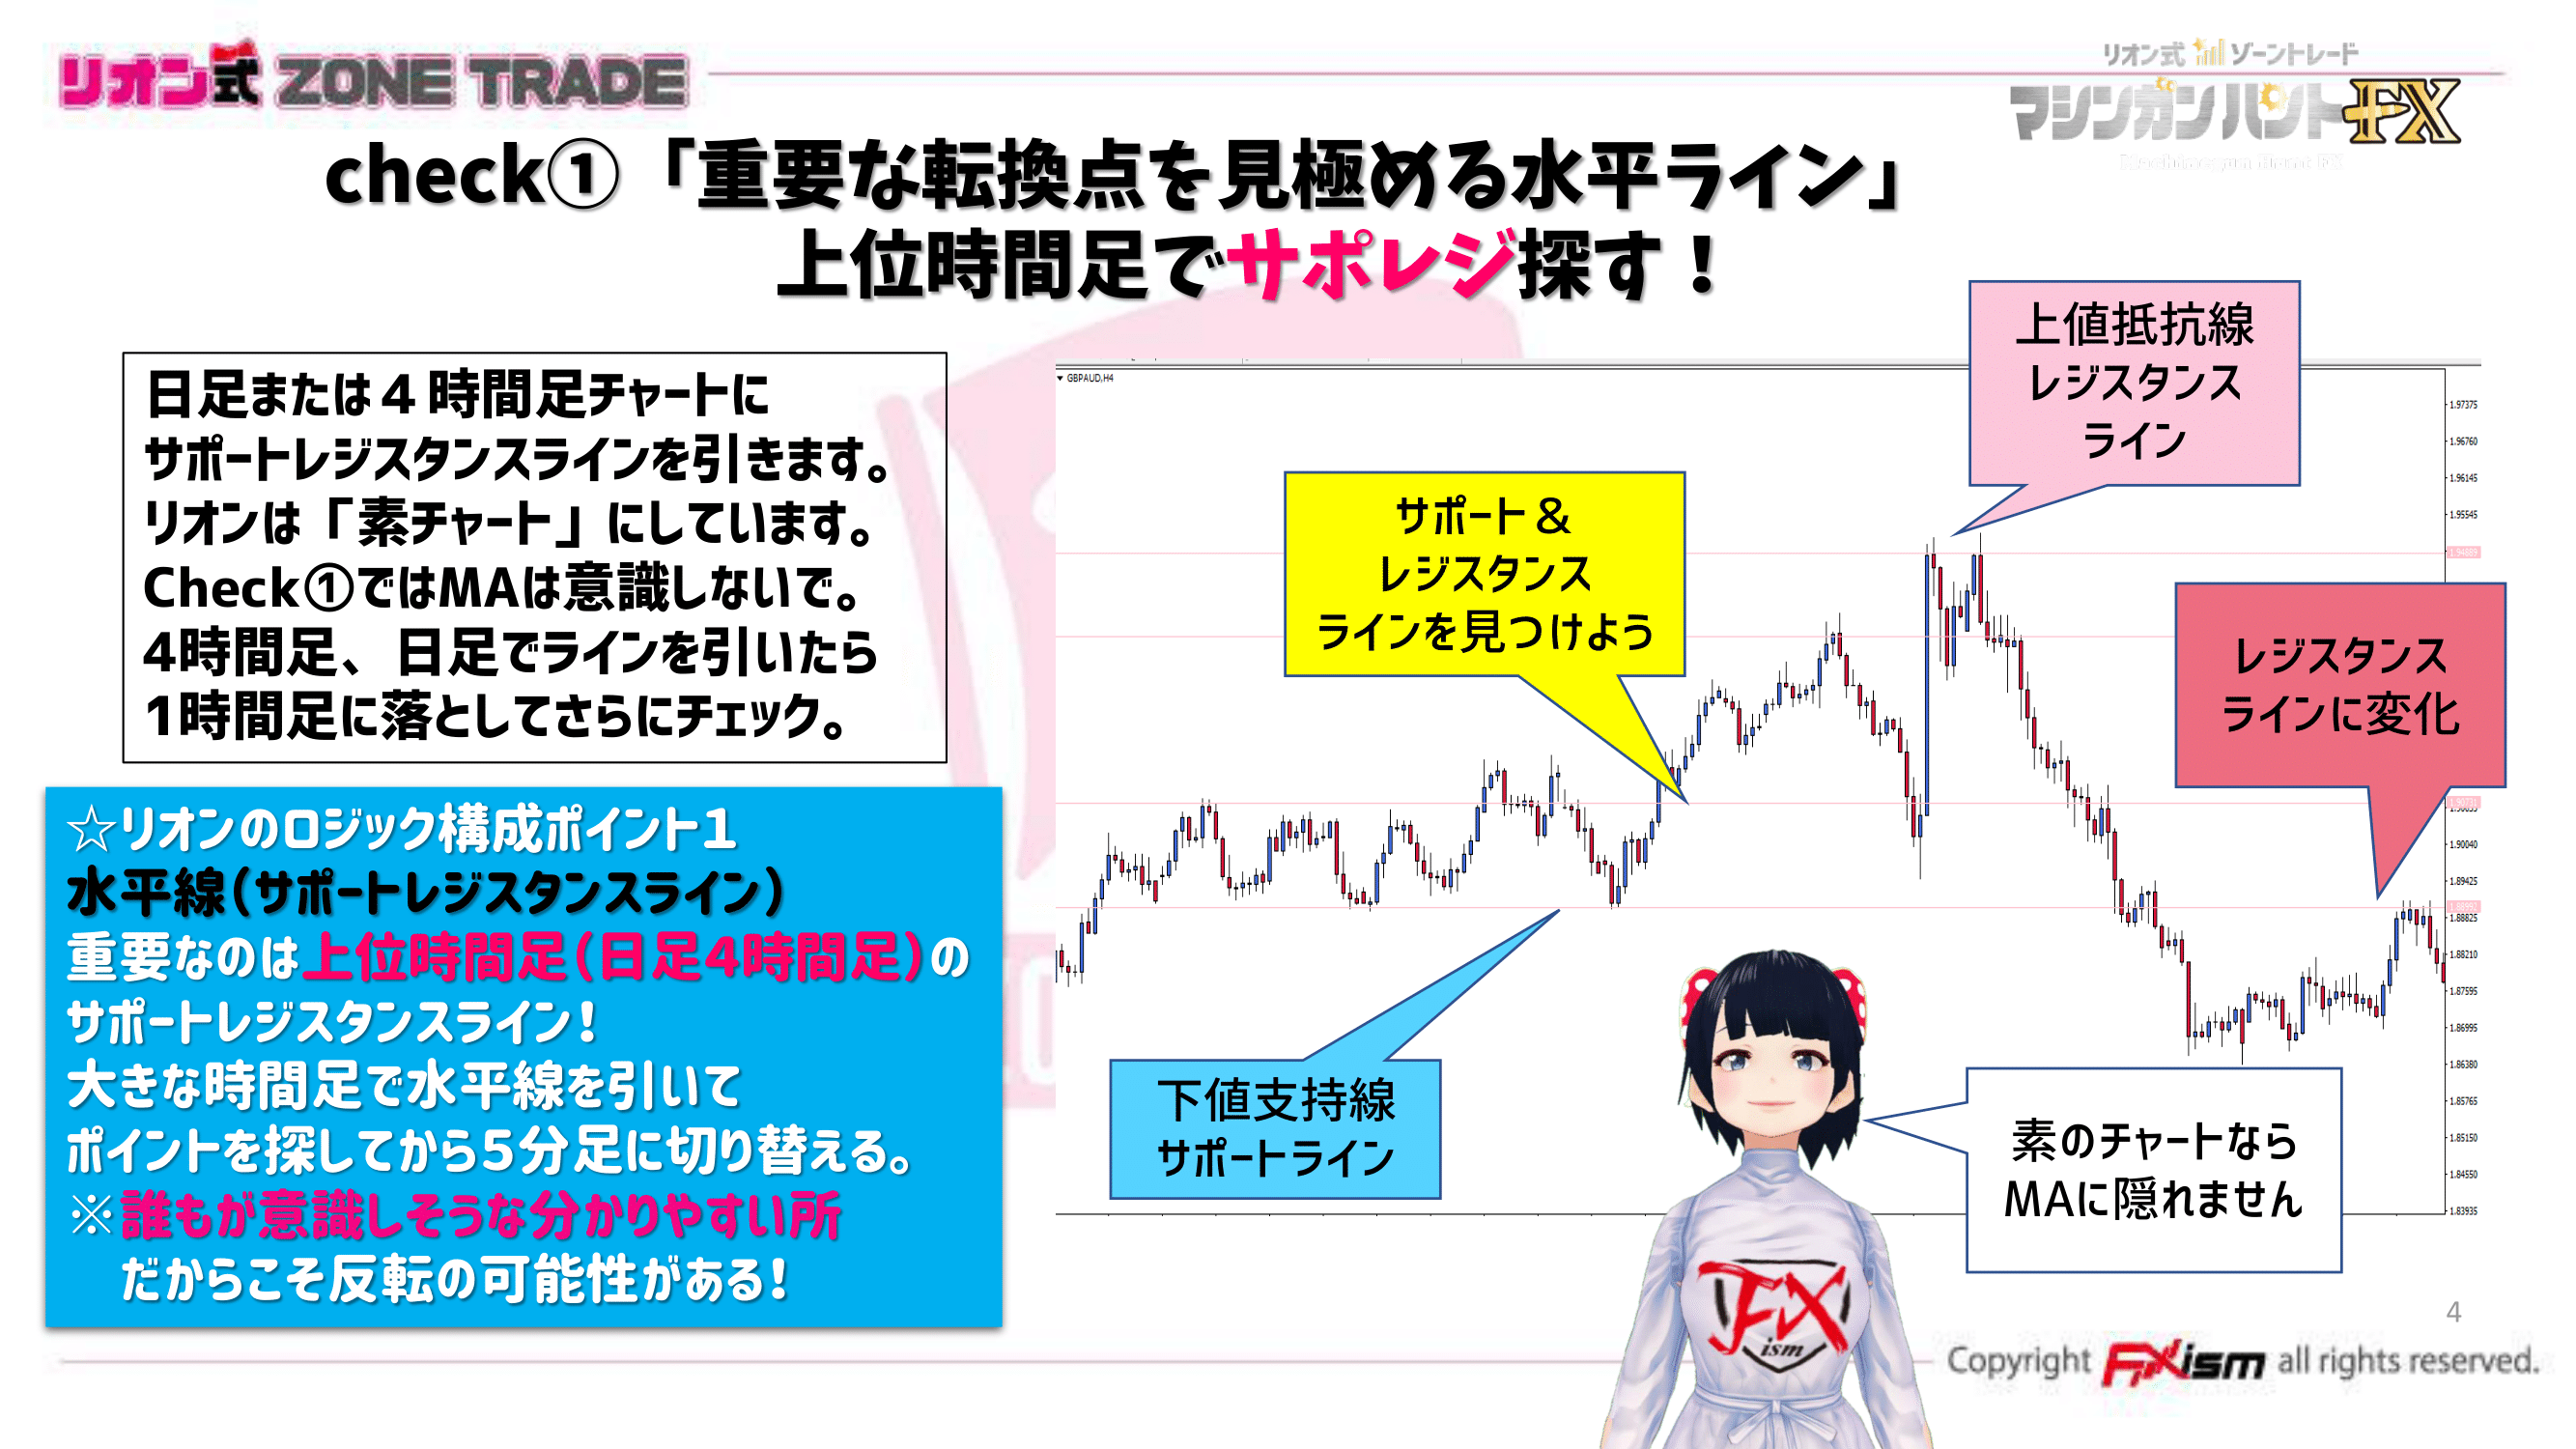 リオン式 ZONE TRADE
リオン式 ゾーントレード
マシンガンハントFX
check①「重要な転換点を見極める水平ライン」
上位時間足でサポレジ探す！
日足または４時間足チャートに
サポートレジスタンスラインを引きます。
リオンは「素チャート」にしています。
Check①ではMAは意識しないで。
4時間足、日足でラインを引いたら
1時間足に落としてさらにチェック。
☆リオンのロジック構成ポイント1
水平線(サポートレジスタンスライン)
重要なのは上位時間足(日足4時間足)の
サポートレジスタンスライン!
大きな時間足で水平線を引いて
ポイントを探してから5分足に切り替える。
※誰もが意識しそうな分かりやすい所
だからこそ反転の可能性がある!
GBPAUD,H4
上値抵抗線
レジスタンス
ライン
サポート＆
レジスタンス
ラインを見つけよう
レジスタンス
ラインに変化
下値支持線
サポートライン
素のチャートなら
MAに隠れません
1.97375
1.96760
1.96145
1.95545
1.94889
1.90040
1.89425
1.88992
1.88825
1.88210
1.87595
1.86995
1.86380
1.85765
1.85150
1.84550
1.83935
FX
ism
4
Copyright FXism all rights reserved.